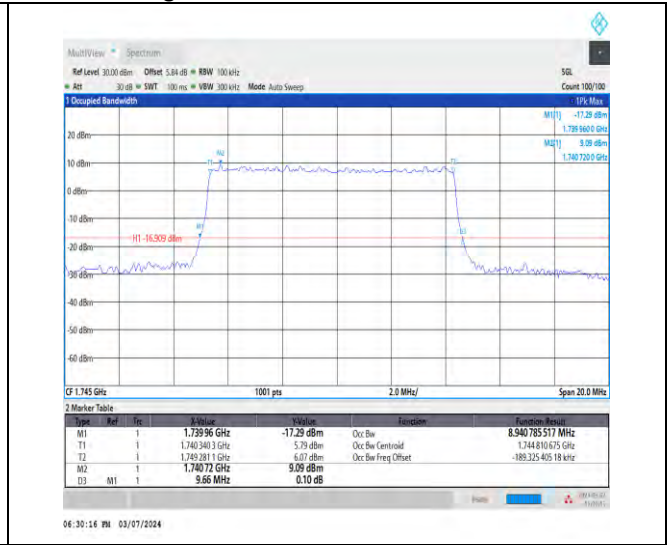 MultiView Spectrum
Ref Level 30.00 dBm Offset 5.84 dB RBW 100 kHz SGL
Att 30 dB SWT 100 ms VBW 300 kHz Mode Auto Sweep Count 100/100
1 Occupied Bandwidth 1Pk Max
M1[1] -17.29 dBm
1.739 960 0 GHz
20 dBm M2[1] 9.09 dBm
1.740 720 0 GHz
M2
10 dBm
T1 T2
0 dBm
-10 dBm
M1 D3
H1 -16.909 dBm
-20 dBm
-30 dBm
-40 dBm
-50 dBm
-60 dBm
CF 1.745 GHz 1001 pts 2.0 MHz/ Span 20.0 MHz
2 Marker Table
Type Ref Trc X-Value Y-Value Function Function Result
M1 1 1.739 96 GHz -17.29 dBm Occ Bw 8.940 785 517 MHz
T1 1 1.740 340 3 GHz 5.79 dBm Occ Bw Centroid 1.744 810 675 GHz
T2 1 1.749 281 1 GHz 6.07 dBm Occ Bw Freq Offset -189.325 405 18 kHz
M2 1 1.740 72 GHz 9.09 dBm
D3 M1 1 9.66 MHz 0.10 dB
06:30:16 PM 03/07/2024